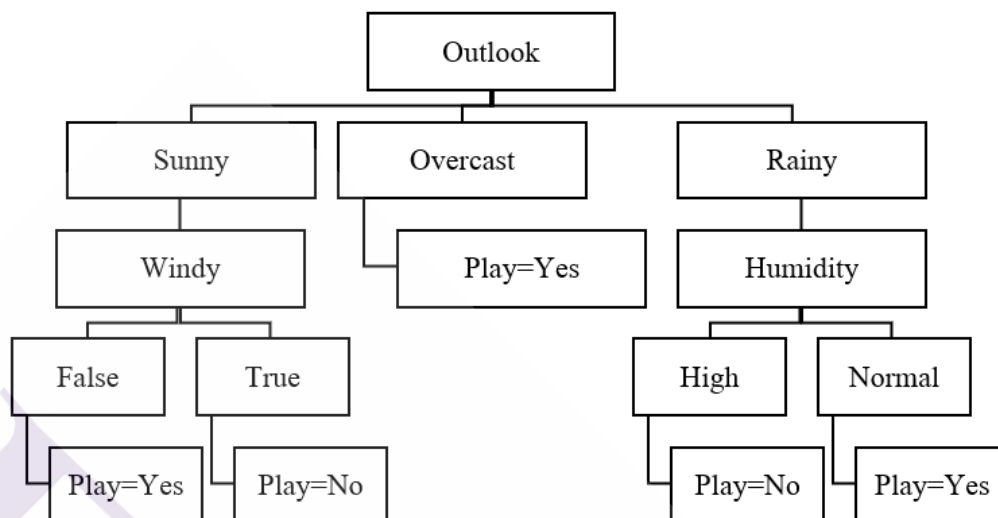 Outlook
Sunny
Overcast
Rainy
Windy
Play=Yes
Humidity
False
True
High
Normal
Play=Yes
Play=No
Play=No
Play=Yes